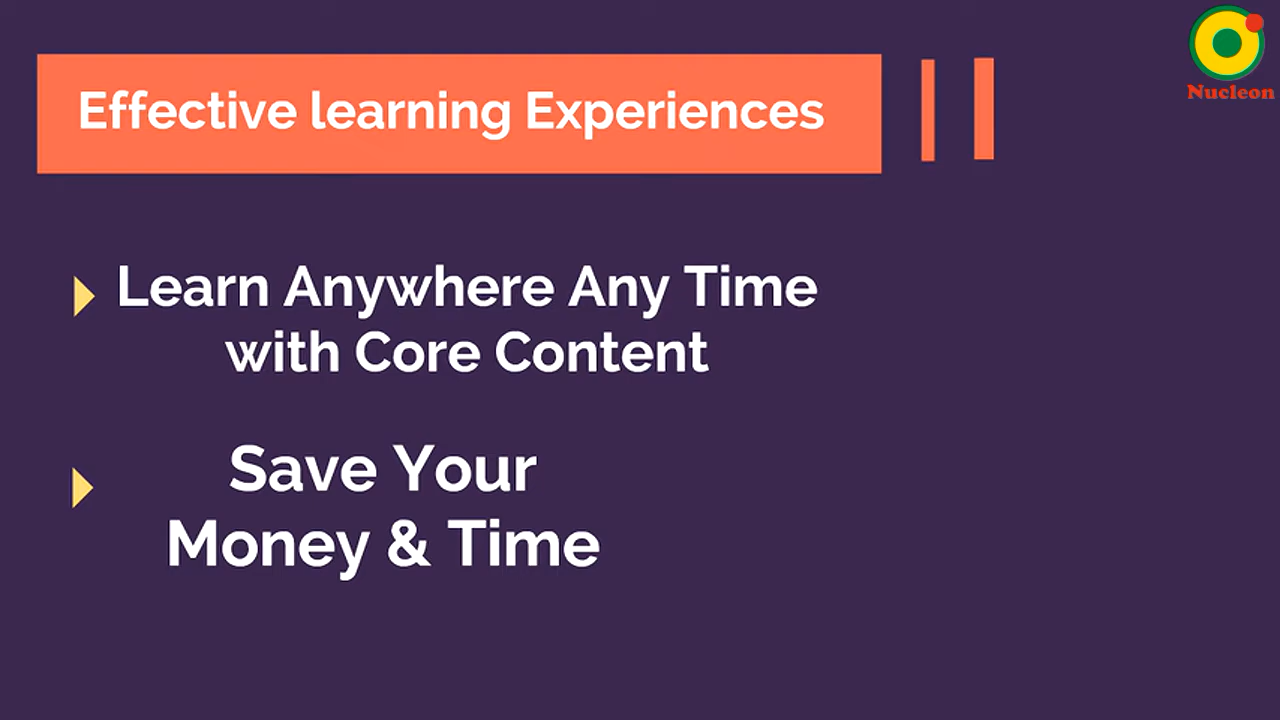 Nucleon
Effective learning Experiences
Learn Anywhere Any Time
with Core Content
Save Your
Money & Time